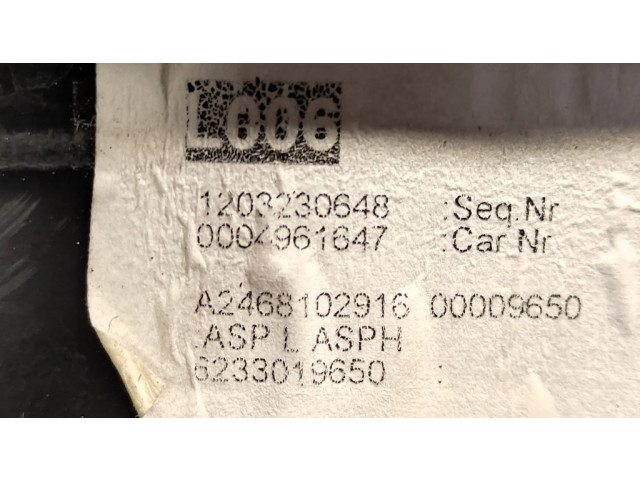 L006
1203230648 :Seq.Nr
0004961647 :Car Nr
A2468102916 00009650
.ASP L ASPH
6233019650